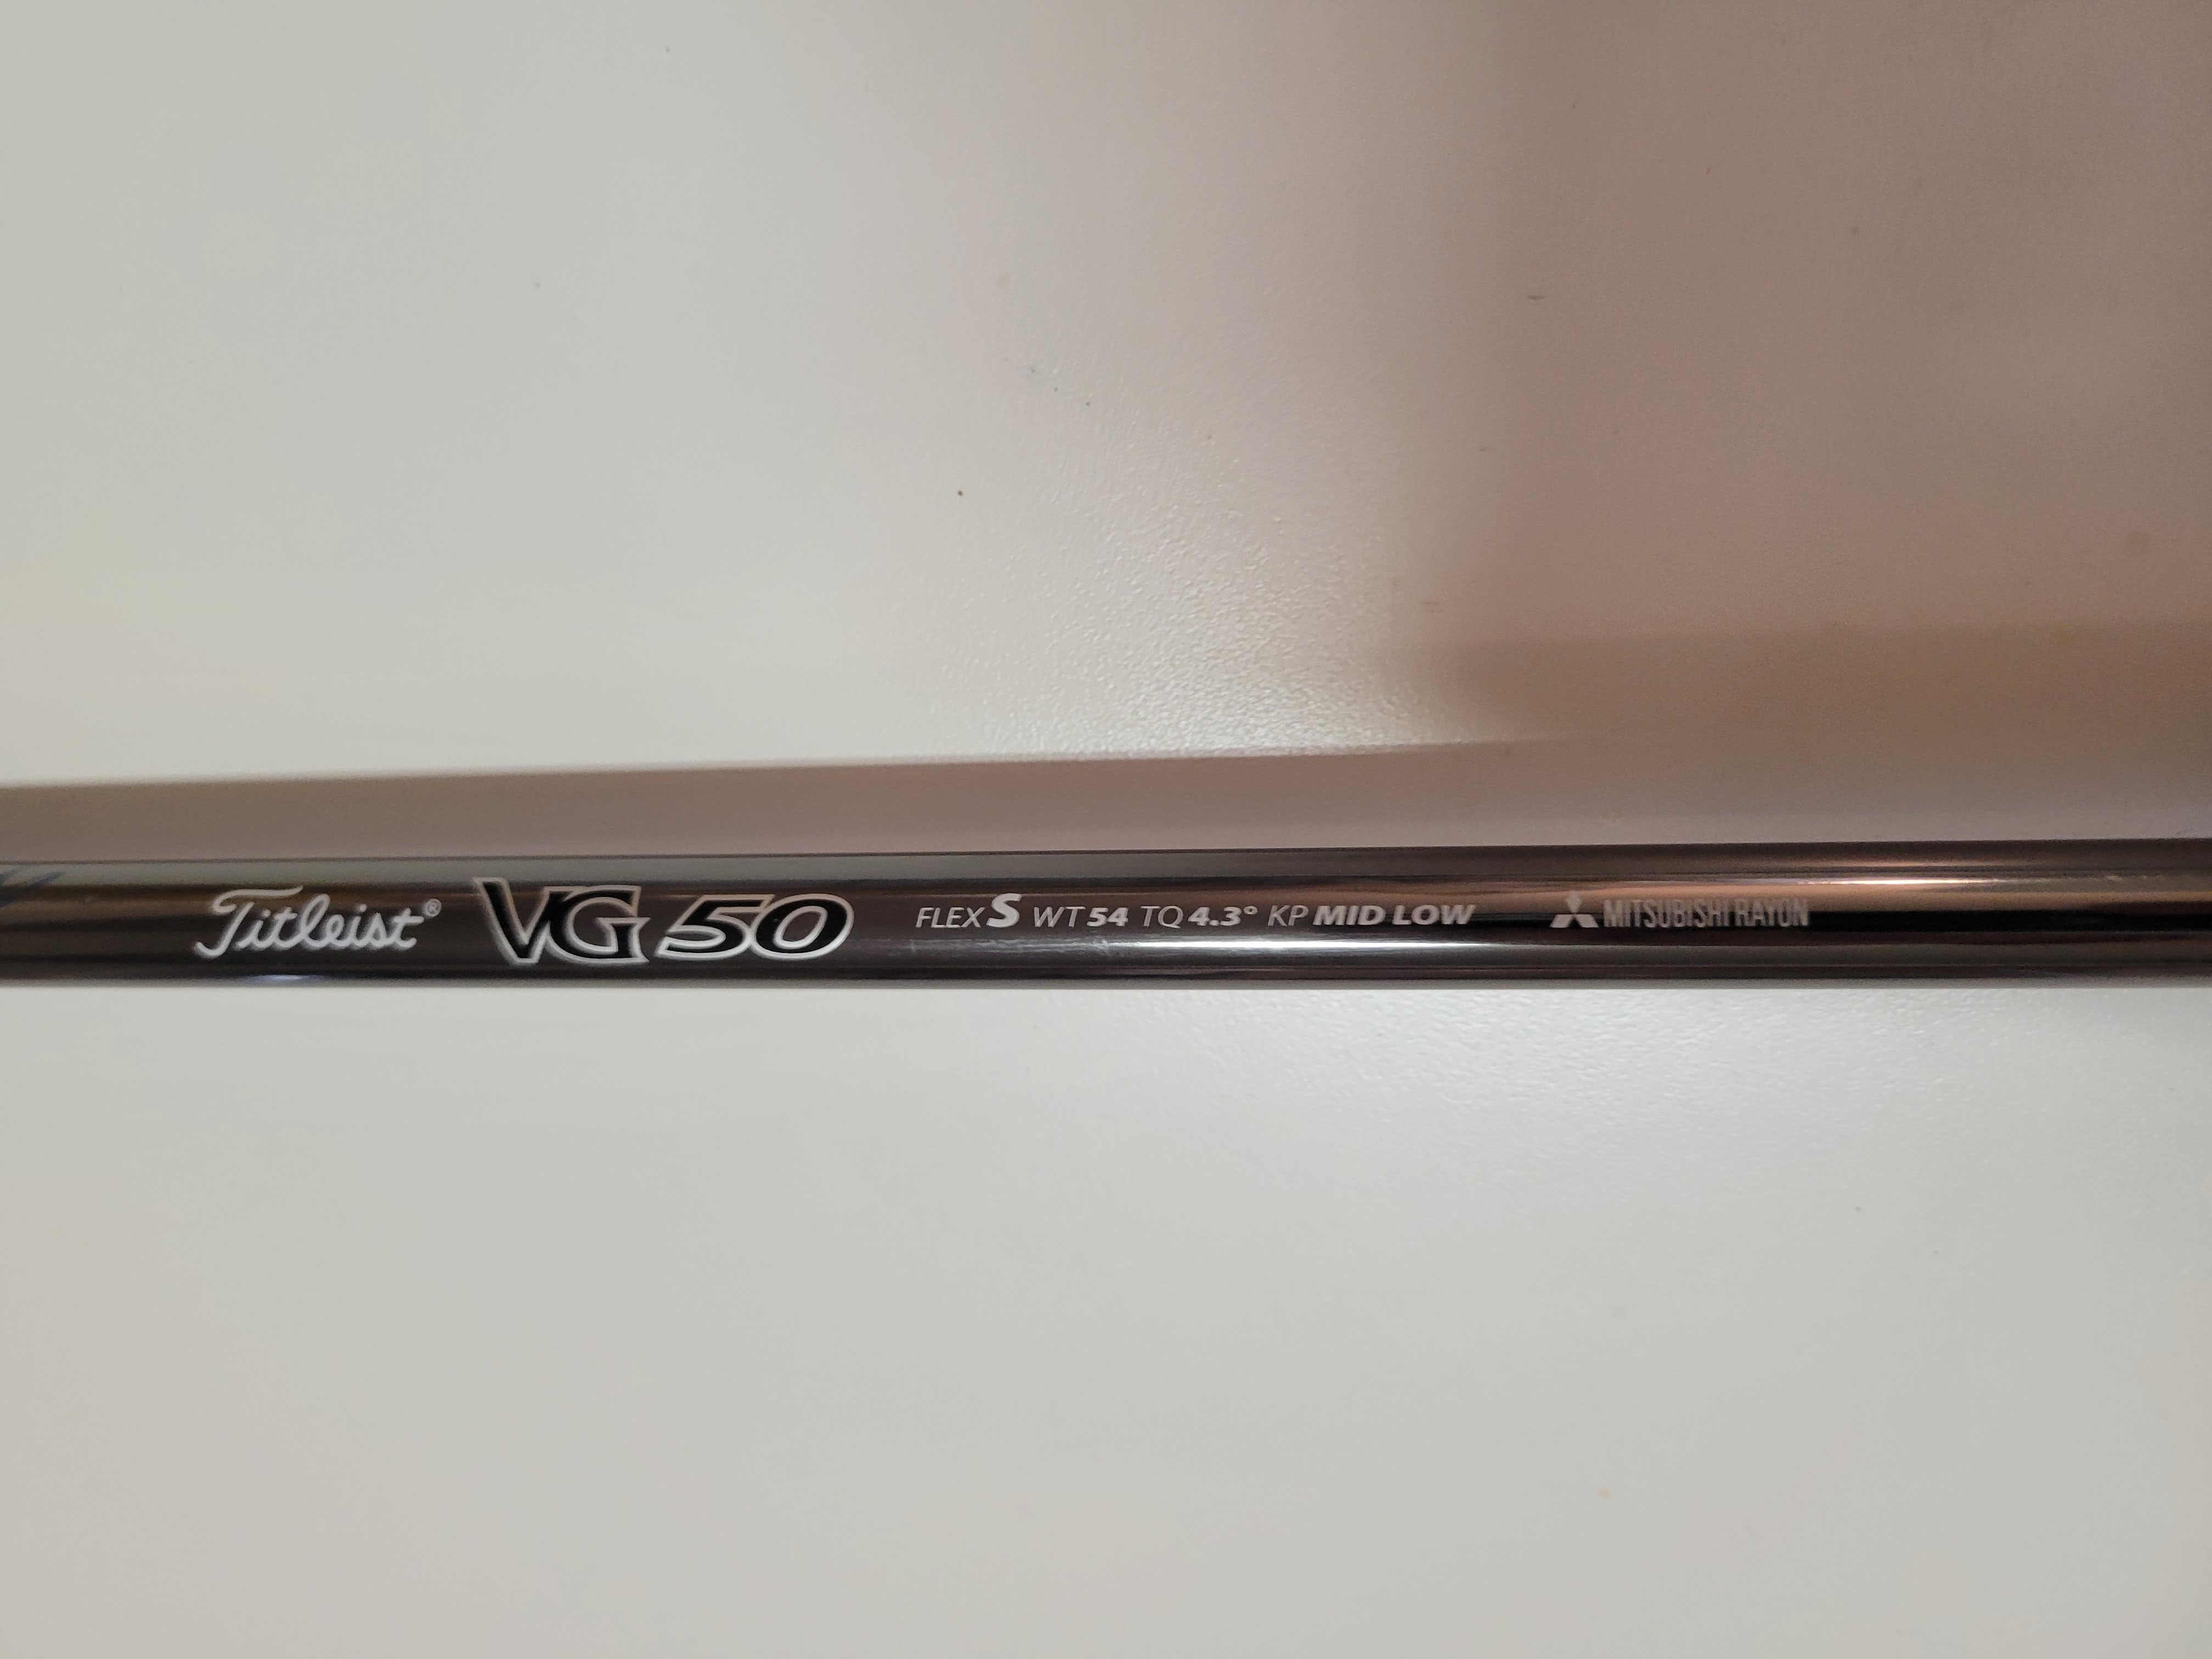 Titleist® VG50 FLEX S WT 54 TQ 4.3° KP MID LOW MITSUBISHI RAYON